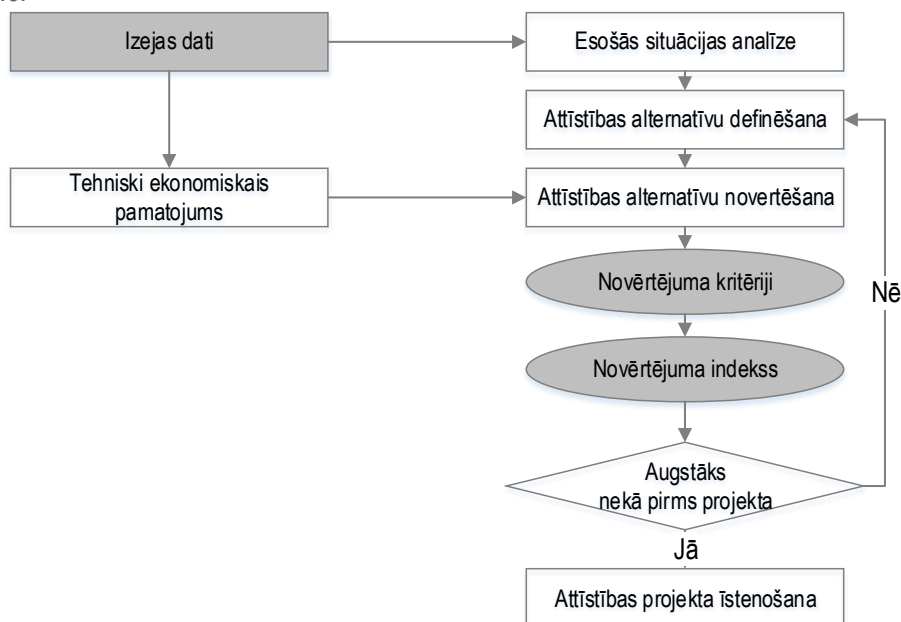 Izejas dati
Esošās situācijas analīze
Attīstības alternatīvu definēšana
Tehniski ekonomiskais
pamatojums
Attīstības alternatīvu novertēšana
Novērtējuma kritēriji
Nē
Novērtējuma indekss
Augstāks
nekā pirms projekta
Jā
Attīstības projekta īstenošana